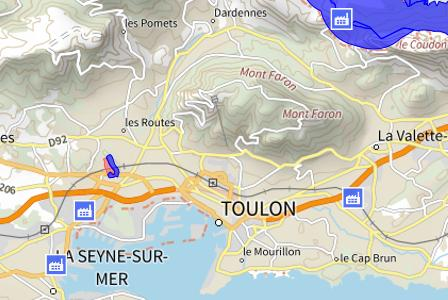 Dardennes
les Pomets
le Coudon
Mont Faron
Mont Faron
les Routes
D92
La Valette-
es
206
TOULON
LA SEYNE-SUR-
MER
le Mourillon
le Cap Brun